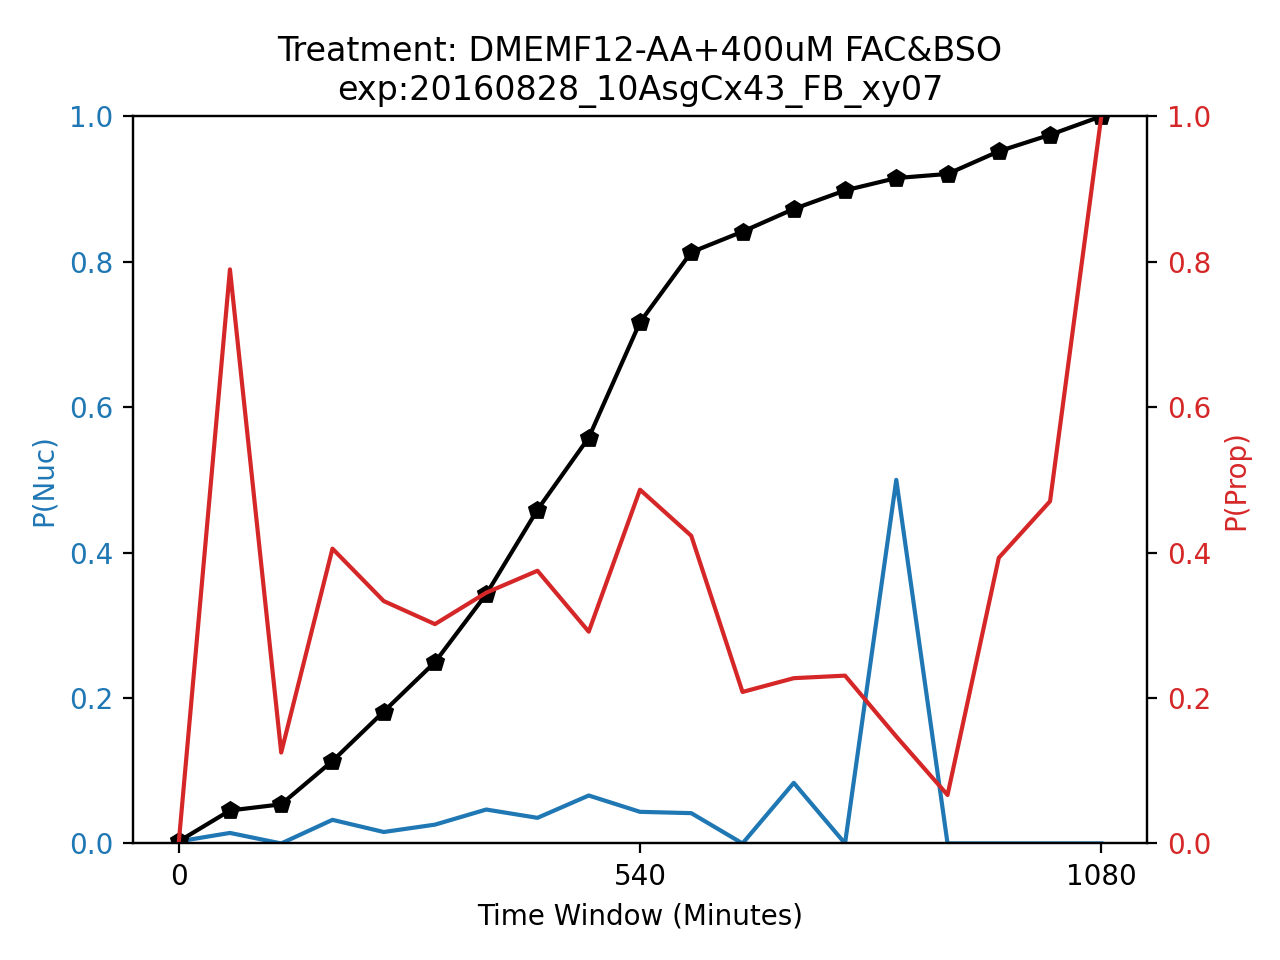 Treatment: DMEMF12-AA+400uM FAC&BSO
exp:20160828_10AsgCx43_FB_xy07
1.0
0.8
0.6
0.4
0.2
0.0
P(Nuc)
1.0
0.8
0.6
0.4
0.2
0.0
P(Prop)
0 540 1080
Time Window (Minutes)